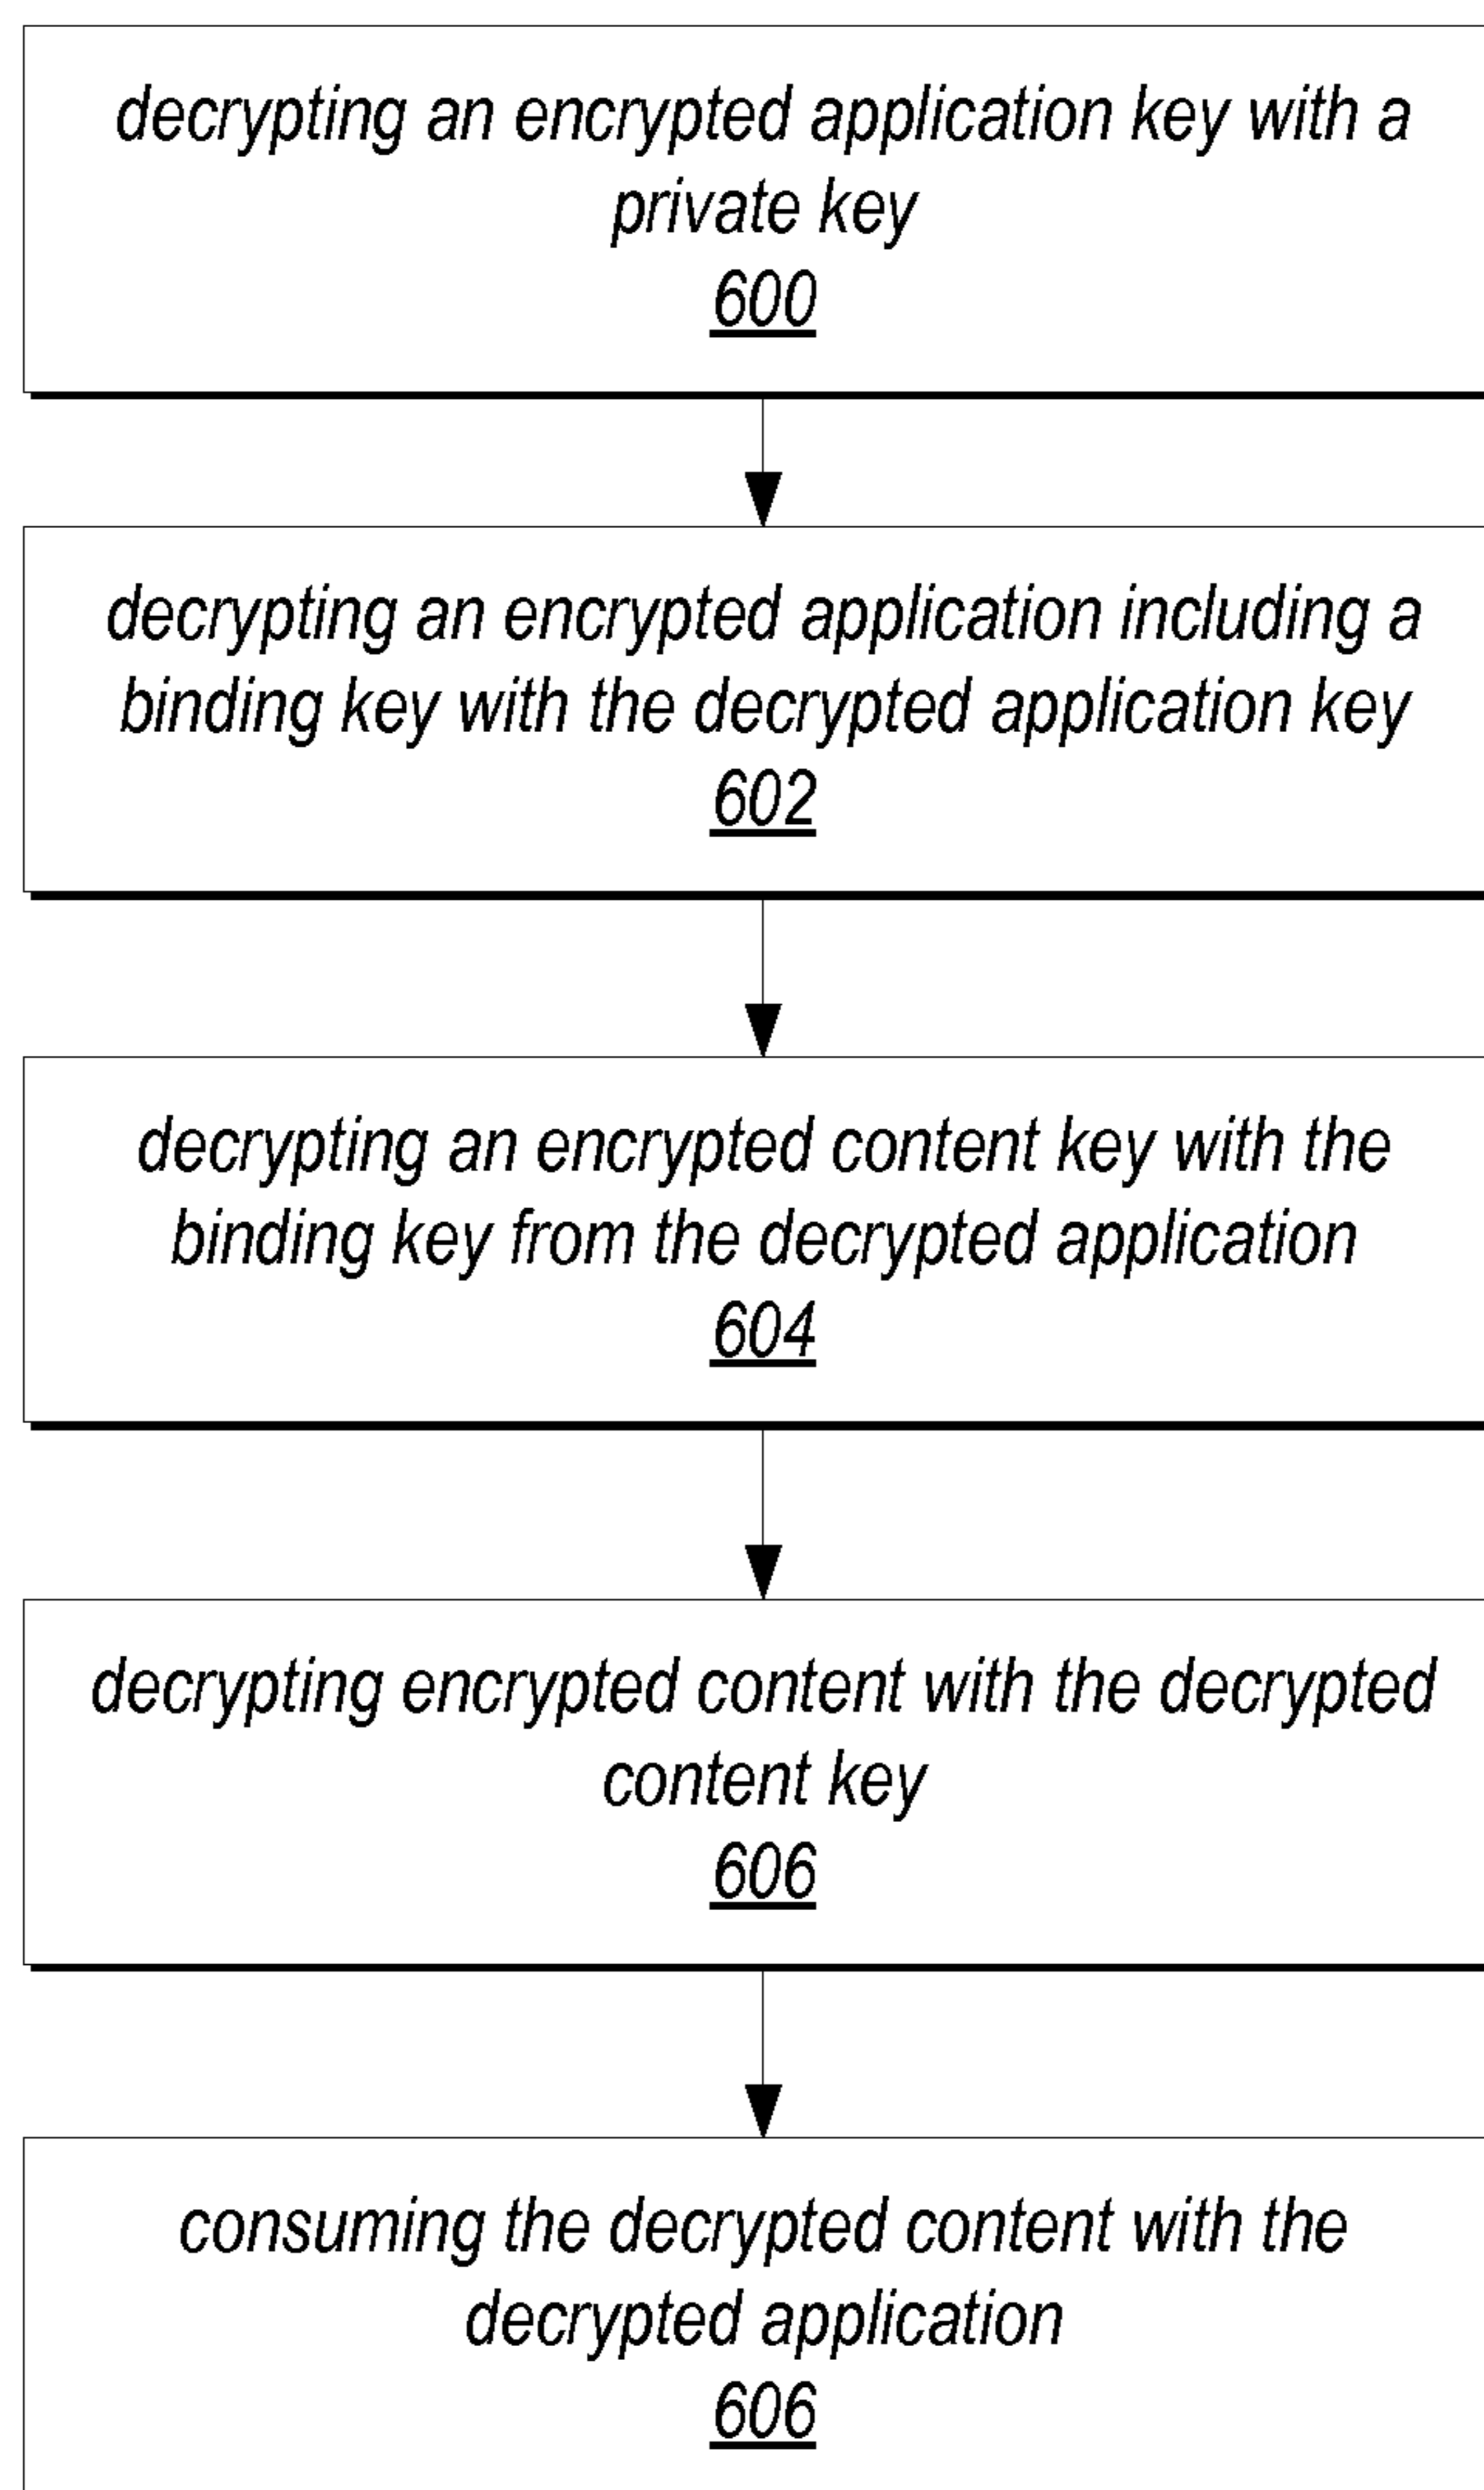 decrypting an encrypted application key with a
private key
600
decrypting an encrypted application including a
binding key with the decrypted application key
602
decrypting an encrypted content key with the
binding key from the decrypted application
604
decrypting encrypted content with the decrypted
content key
606
consuming the decrypted content with the
decrypted application
606